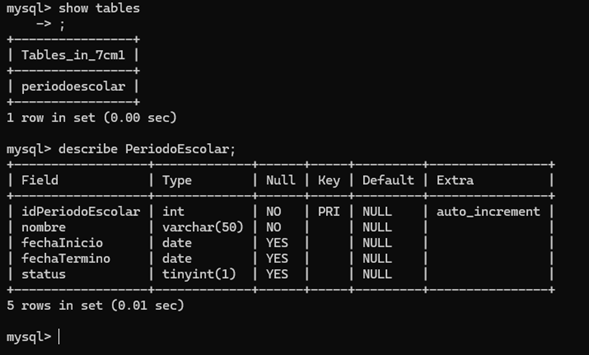 mysql> show tables
    -> ;
+----------------+
| Tables_in_7cm1 |
+----------------+
| periodoescolar |
+----------------+
1 row in set (0.00 sec)

mysql> describe PeriodoEscolar;
+------------------+-------------+------+-----+---------+----------------+
| Field            | Type        | Null | Key | Default | Extra          |
+------------------+-------------+------+-----+---------+----------------+
| idPeriodoEscolar | int         | NO   | PRI | NULL    | auto_increment |
| nombre           | varchar(50) | NO   |     | NULL    |                |
| fechaInicio      | date        | YES  |     | NULL    |                |
| fechaTermino     | date        | YES  |     | NULL    |                |
| status           | tinyint(1)  | YES  |     | NULL    |                |
+------------------+-------------+------+-----+---------+----------------+
5 rows in set (0.01 sec)

mysql>